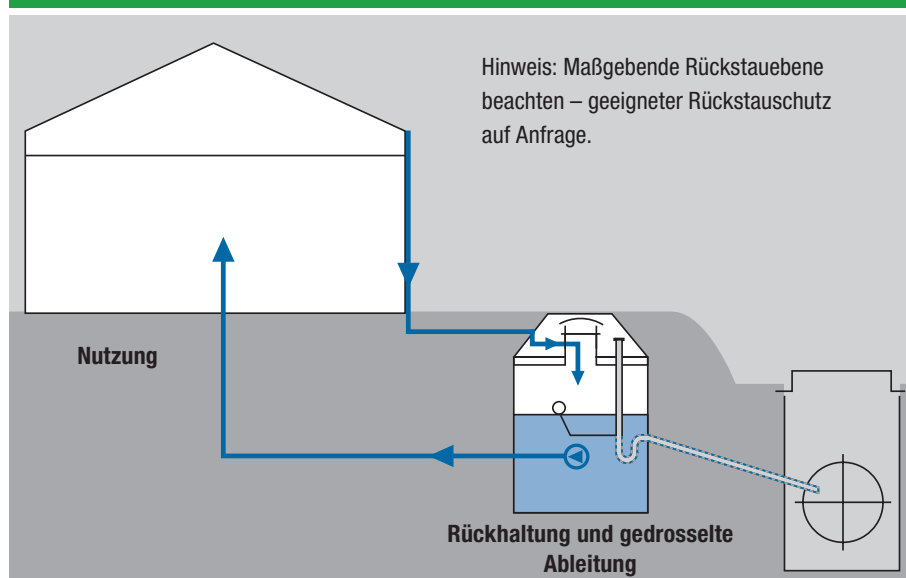 Hinweis: Maßgebende Rückstauebene
beachten – geeigneter Rückstauschutz
auf Anfrage.
Nutzung
Rückhaltung und gedrosselte
Ableitung